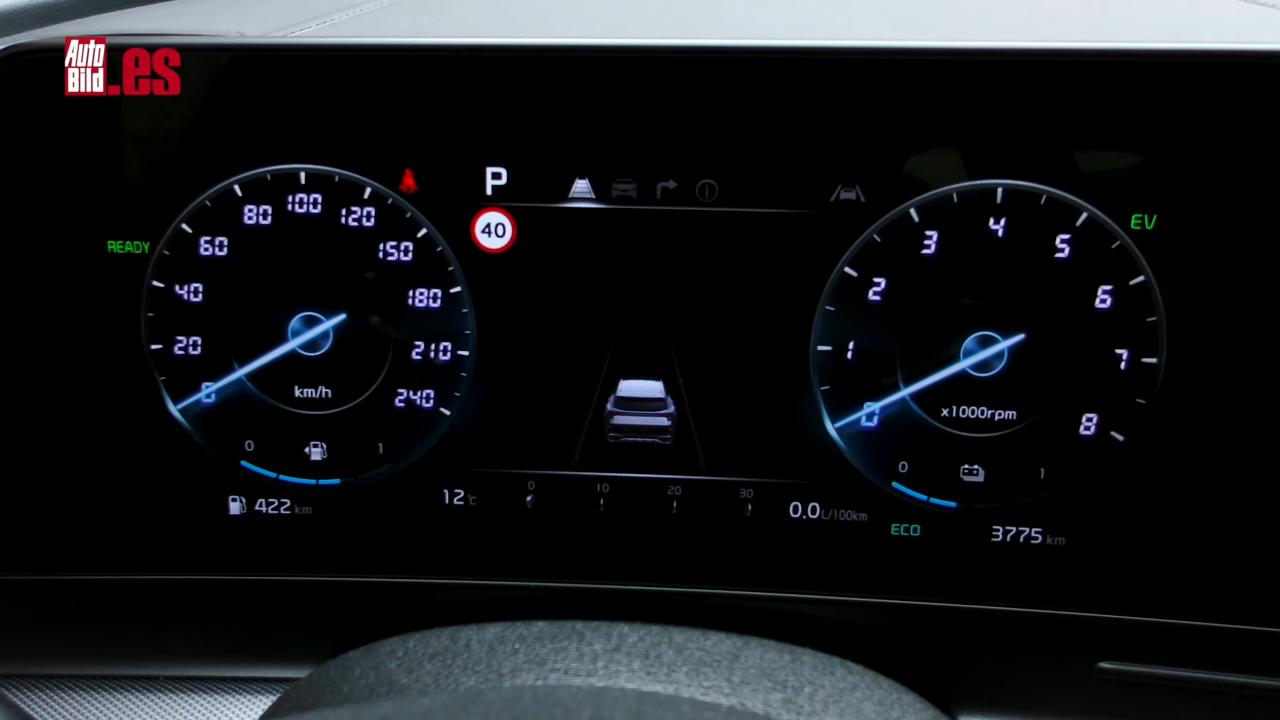 Auto
Bild
.es
READY
0
20
40
60
80
100
120
150
180
210
240
km/h
0
1
422 km
P
40
12°C
0
10
20
30
0.0 L/100km
0
1
2
3
4
5
6
7
8
x1000rpm
EV
0
1
ECO
3775 km